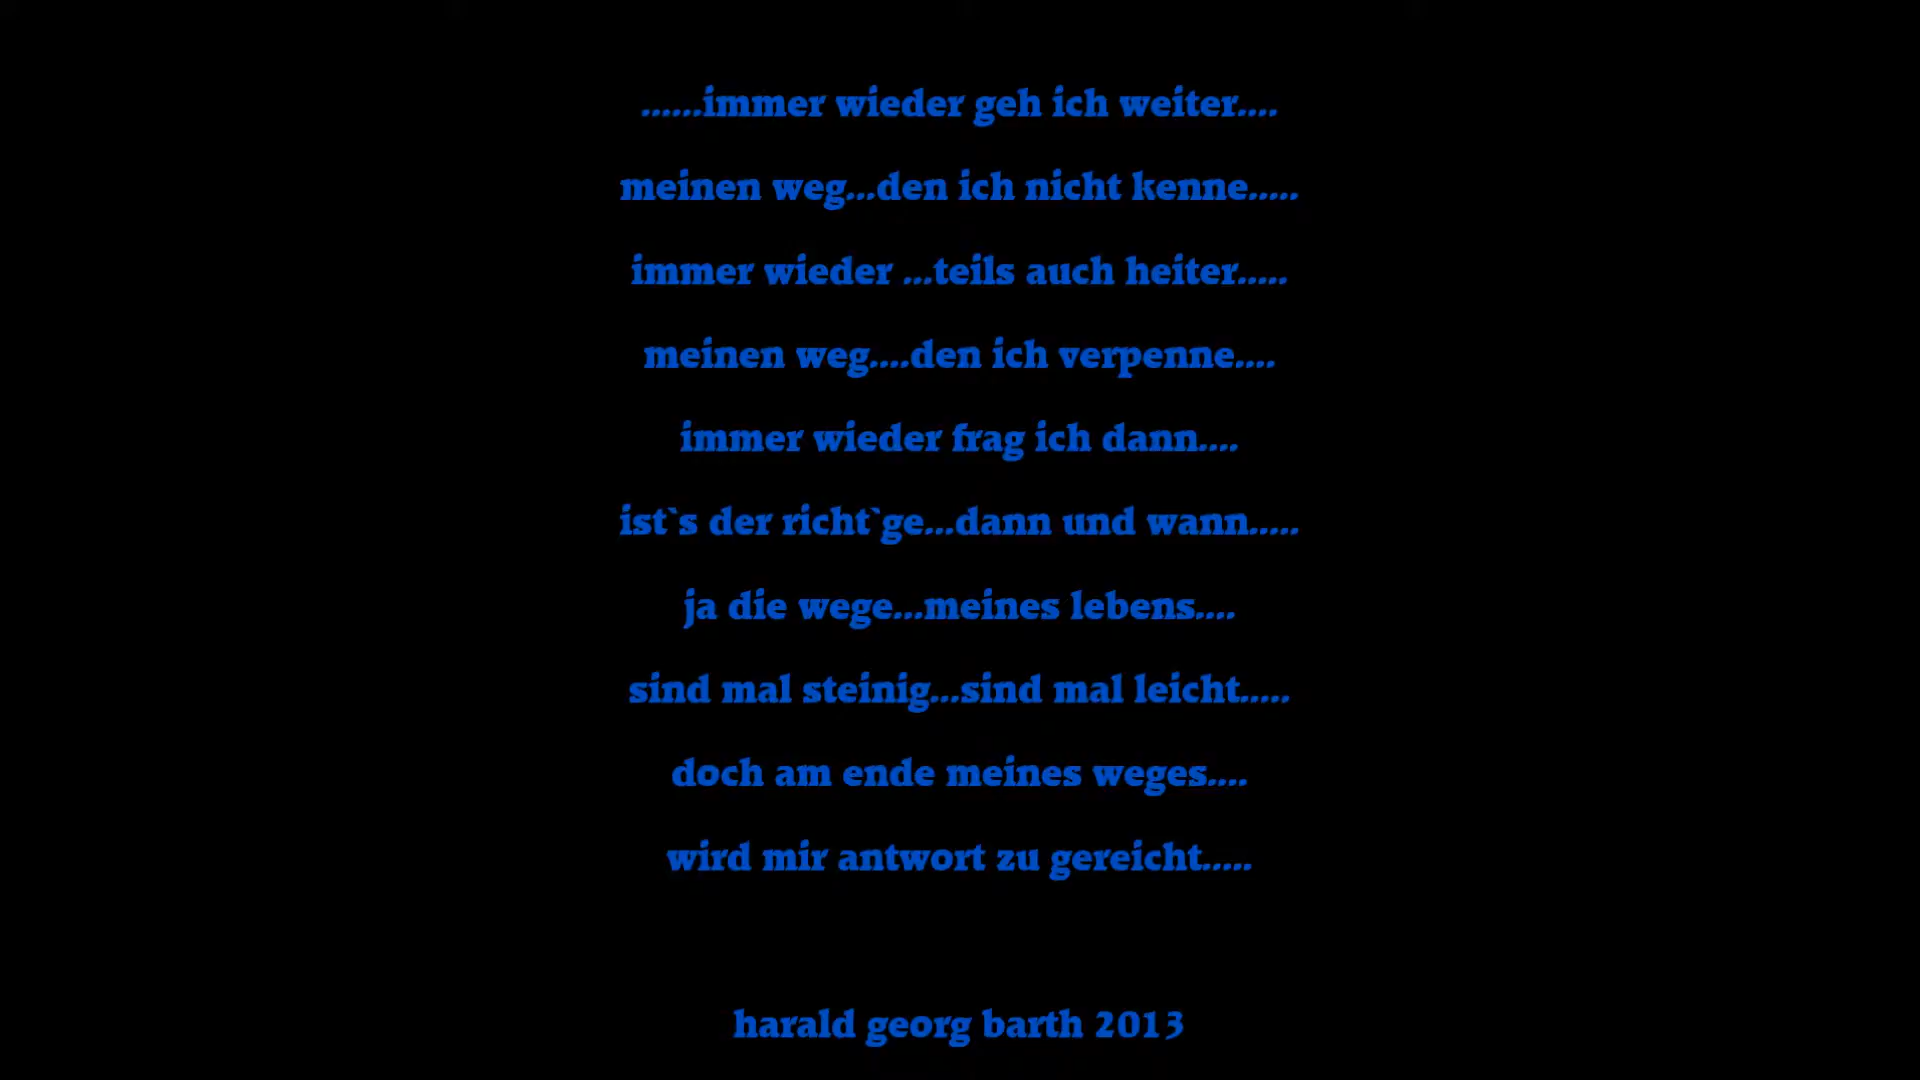 ......immer wieder geh ich weiter....
meinen weg...den ich nicht kenne.....
immer wieder ...teils auch heiter.....
meinen weg....den ich verpenne....
immer wieder frag ich dann....
ist`s der richt`ge...dann und wann.....
ja die wege...meines lebens....
sind mal steinig...sind mal leicht.....
doch am ende meines weges....
wird mir antwort zu gereicht.....
harald georg barth 2013